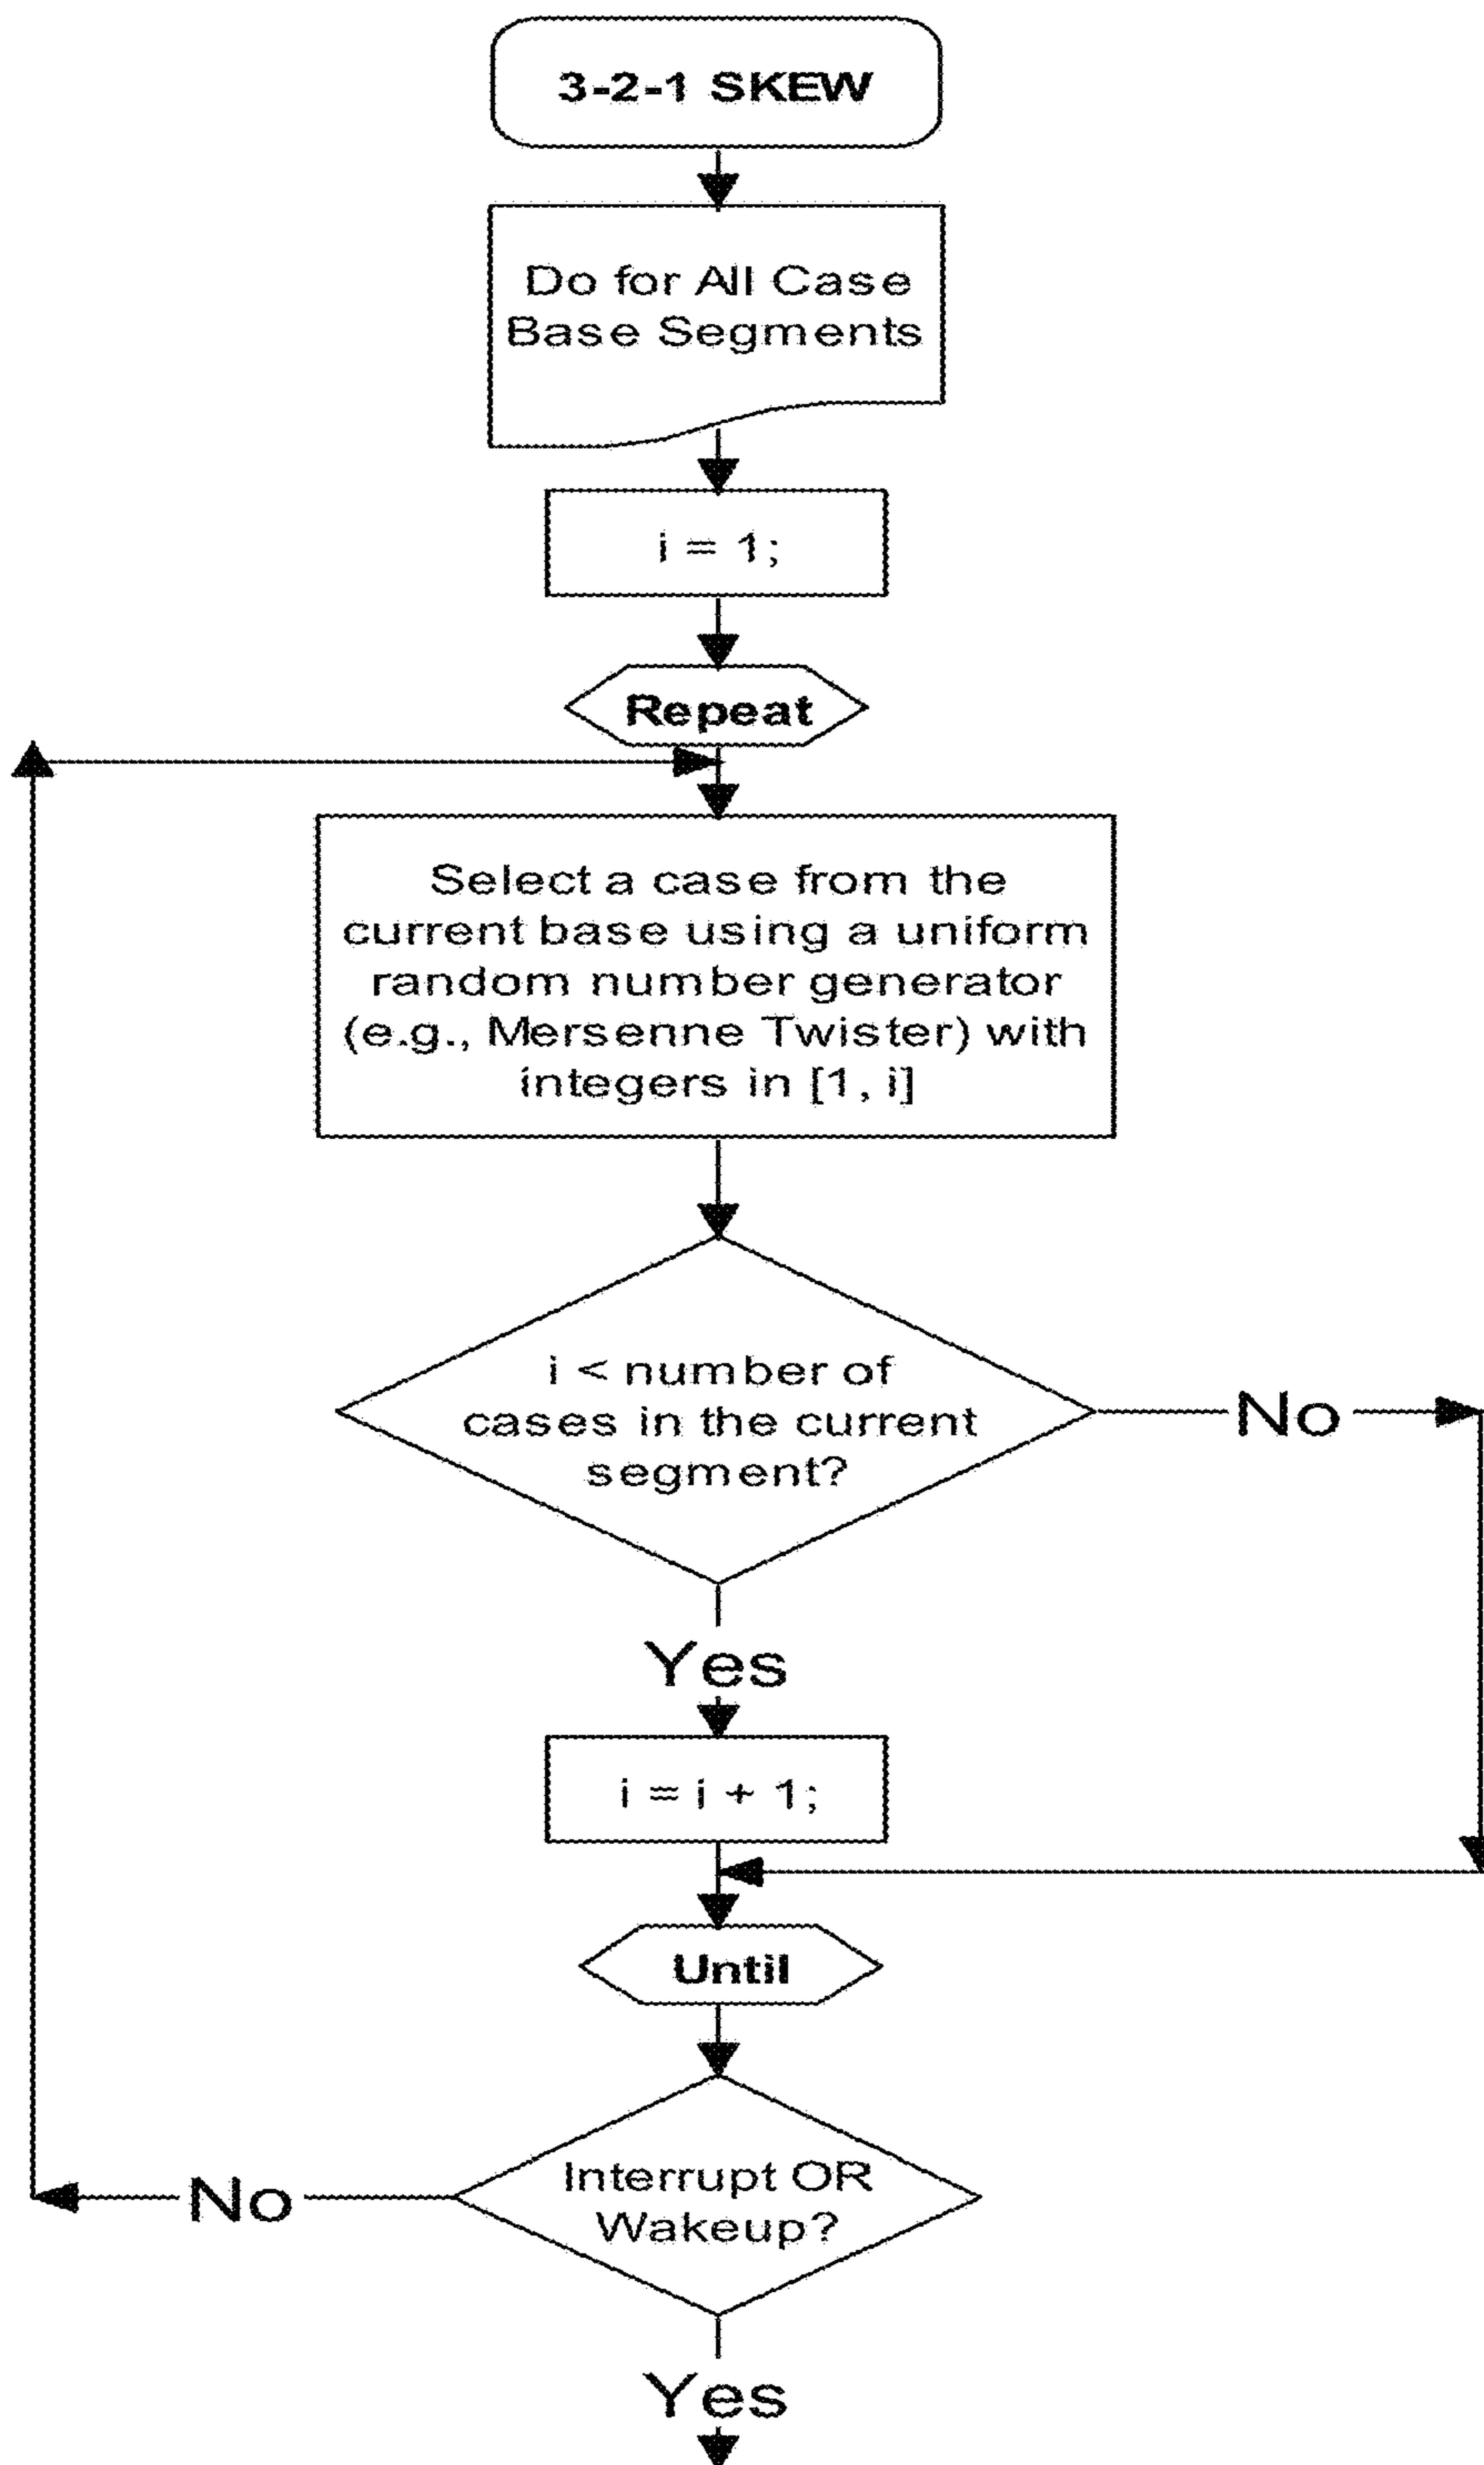 3-2-1 SKEW
Do for All Case
Base Segments
i = 1;
Repeat
Select a case from the
current base using a uniform
random number generator
(e.g., Mersenne Twister) with
integers in [1, i]
i < number of
cases in the current
segment?
No
Yes
i = i + 1;
Until
Interrupt OR
Wakeup?
No
Yes